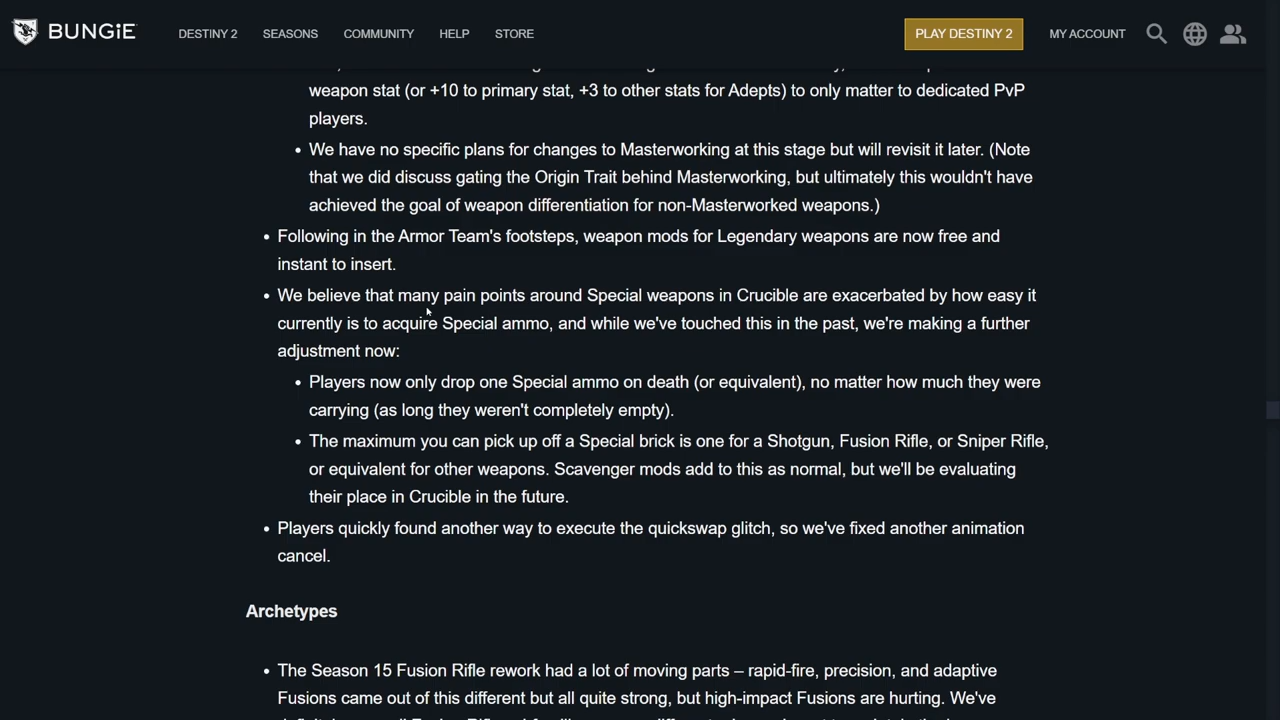 BUNGiE
DESTINY 2 SEASONS COMMUNITY HELP STORE PLAY DESTINY 2 MY ACCOUNT
weapon stat (or +10 to primary stat, +3 to other stats for Adepts) to only matter to dedicated PvP
players.
• We have no specific plans for changes to Masterworking at this stage but will revisit it later. (Note
that we did discuss gating the Origin Trait behind Masterworking, but ultimately this wouldn't have
achieved the goal of weapon differentiation for non-Masterworked weapons.)
• Following in the Armor Team's footsteps, weapon mods for Legendary weapons are now free and
instant to insert.
• We believe that many pain points around Special weapons in Crucible are exacerbated by how easy it
currently is to acquire Special ammo, and while we've touched this in the past, we're making a further
adjustment now:
• Players now only drop one Special ammo on death (or equivalent), no matter how much they were
carrying (as long they weren't completely empty).
• The maximum you can pick up off a Special brick is one for a Shotgun, Fusion Rifle, or Sniper Rifle,
or equivalent for other weapons. Scavenger mods add to this as normal, but we'll be evaluating
their place in Crucible in the future.
• Players quickly found another way to execute the quickswap glitch, so we've fixed another animation
cancel.
Archetypes
• The Season 15 Fusion Rifle rework had a lot of moving parts – rapid-fire, precision, and adaptive
Fusions came out of this different but all quite strong, but high-impact Fusions are hurting. We've